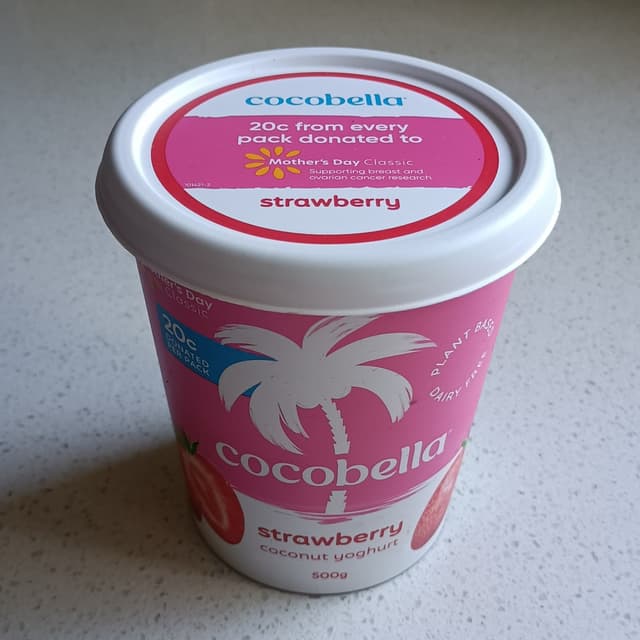 cocobella
20c from every
pack donated to
Mother's Day Classic
Supporting breast and
ovarian cancer research
strawberry
Day
Classic
20c
DONATED
PER PACK
PLANT BASED
DAIRY FREE
cocobella
strawberry
coconut yoghurt
500g